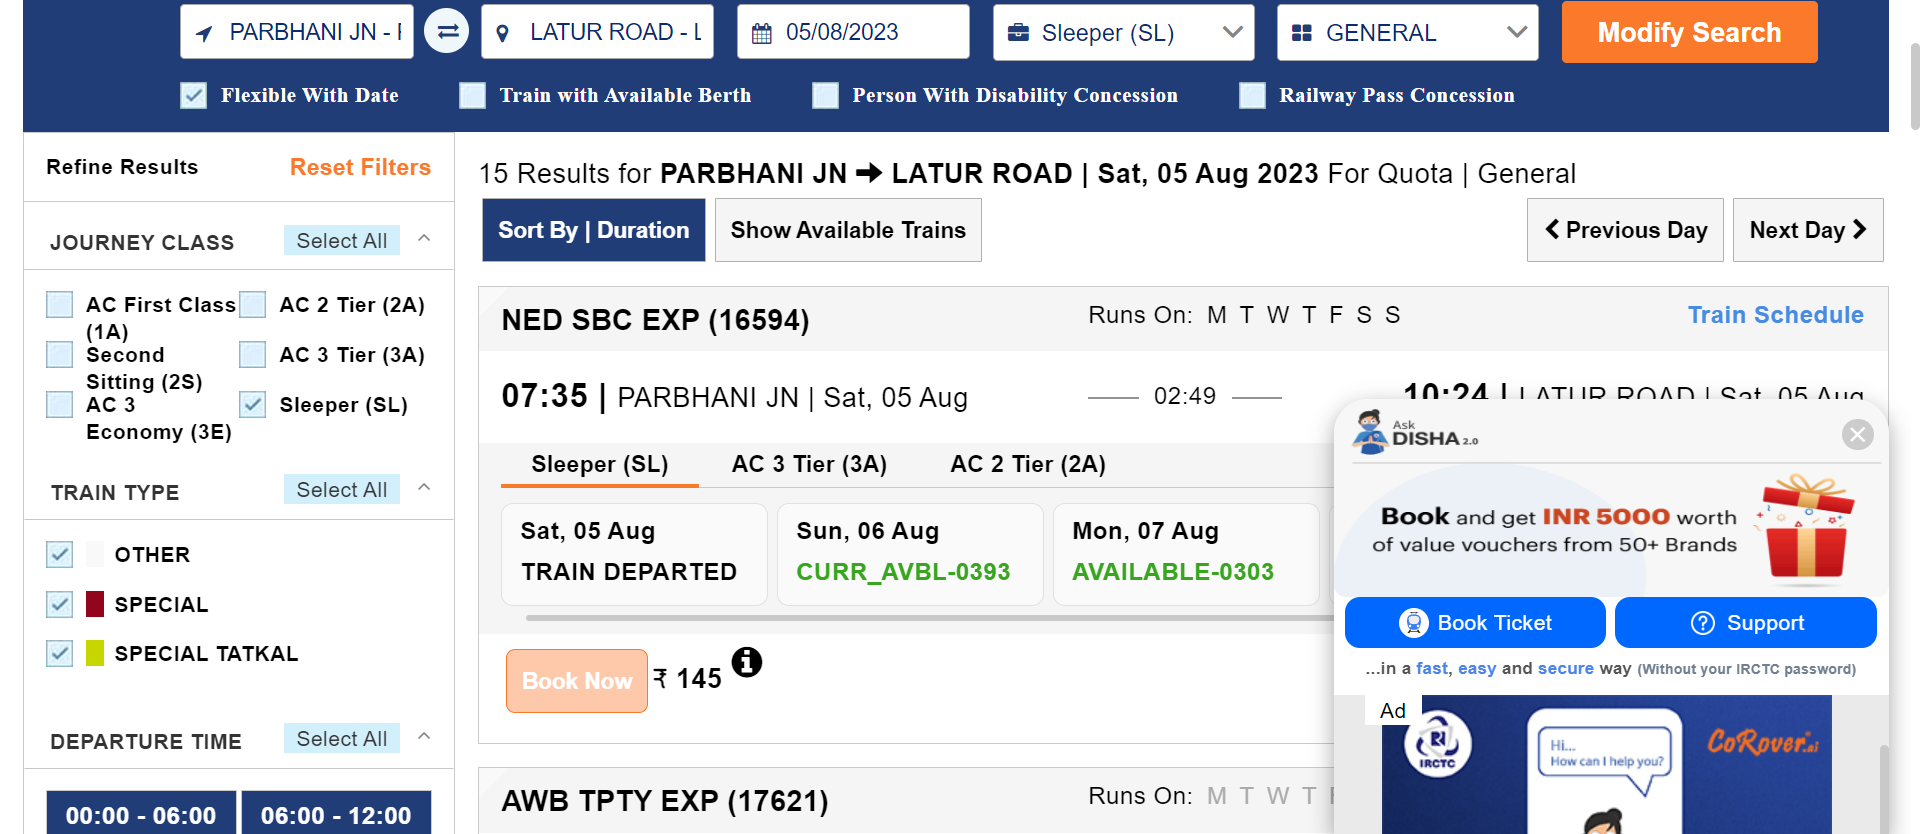 PARBHANI JN -
LATUR ROAD - L
05/08/2023
Sleeper (SL)
GENERAL
Modify Search
Flexible With Date
Train with Available Berth
Person With Disability Concession
Railway Pass Concession
Refine Results
Reset Filters
JOURNEY CLASS
Select All
AC First Class (1A)
AC 2 Tier (2A)
Second Sitting (2S)
AC 3 Tier (3A)
AC 3 Economy (3E)
Sleeper (SL)
TRAIN TYPE
Select All
OTHER
SPECIAL
SPECIAL TATKAL
DEPARTURE TIME
Select All
00:00 - 06:00
06:00 - 12:00
15 Results for PARBHANI JN → LATUR ROAD | Sat, 05 Aug 2023 For Quota | General
Sort By | Duration
Show Available Trains
Previous Day
Next Day
NED SBC EXP (16594)
Runs On: M T W T F S S
Train Schedule
07:35 | PARBHANI JN | Sat, 05 Aug
02:49
10:24 | LATUR ROAD | Sat, 05 Aug
Sleeper (SL)
AC 3 Tier (3A)
AC 2 Tier (2A)
Sat, 05 Aug
TRAIN DEPARTED
Sun, 06 Aug
CURR_AVBL-0393
Mon, 07 Aug
AVAILABLE-0303
Book Now
₹ 145
AWB TPTY EXP (17621)
Runs On: M T W T F
Ask
DISHA 2.0
Book and get INR 5000 worth
of value vouchers from 50+ Brands
Book Ticket
Support
...in a fast, easy and secure way (Without your IRCTC password)
Ad
IRCTC
Hi...
How can I help you?
CoRover.ai